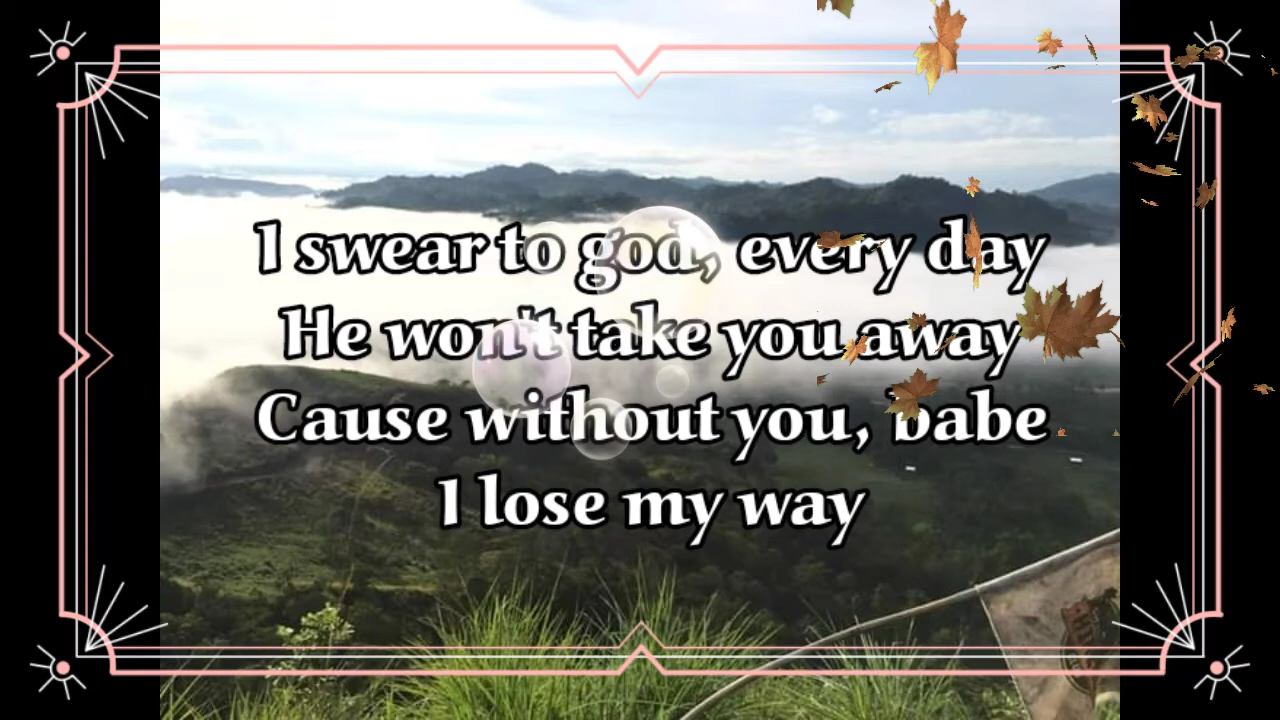 I swear to god, every day
He won't take you away
Cause without you, babe
I lose my way